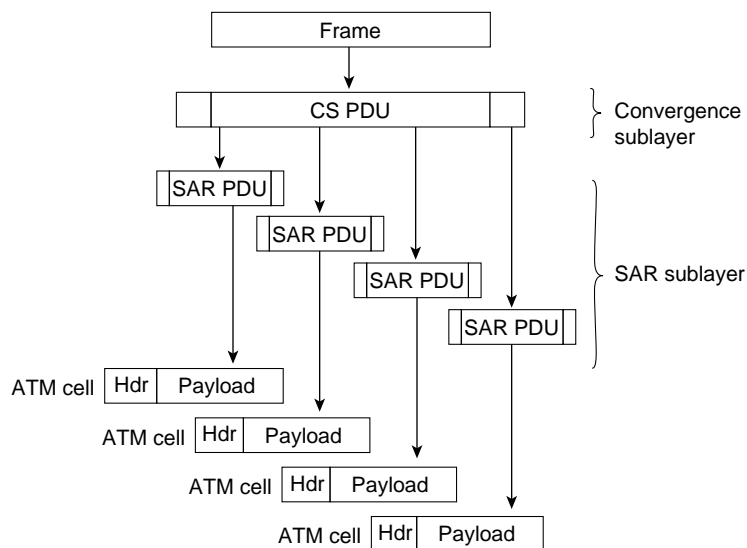 Frame
CS PDU
Convergence
sublayer
SAR PDU
SAR PDU
SAR PDU
SAR PDU
SAR sublayer
ATM cell Hdr Payload
ATM cell Hdr Payload
ATM cell Hdr Payload
ATM cell Hdr Payload